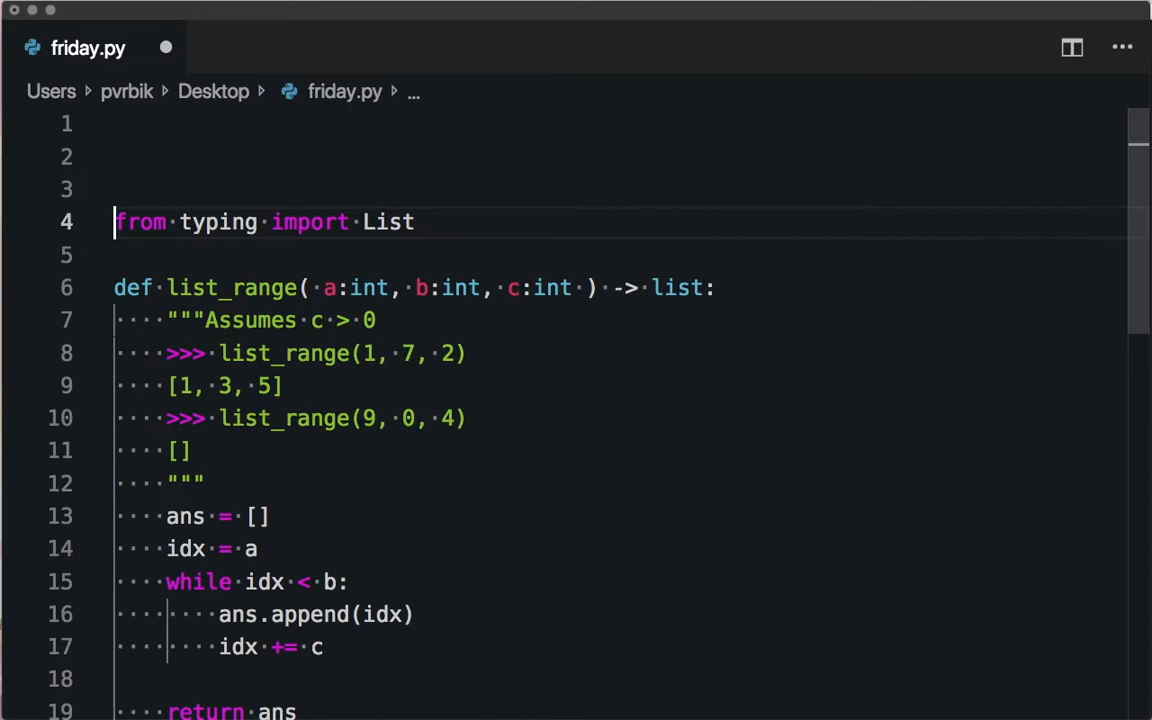 friday.py
Users pvrbik Desktop friday.py ...
1
2
3
4 from typing import List
5
6 def list_range( a:int, b:int, c:int ) -> list:
7 """Assumes c > 0
8 >>> list_range(1, 7, 2)
9 [1, 3, 5]
10 >>> list_range(9, 0, 4)
11 []
12 """
13 ans = []
14 idx = a
15 while idx < b:
16 ans.append(idx)
17 idx += c
18
19 return ans